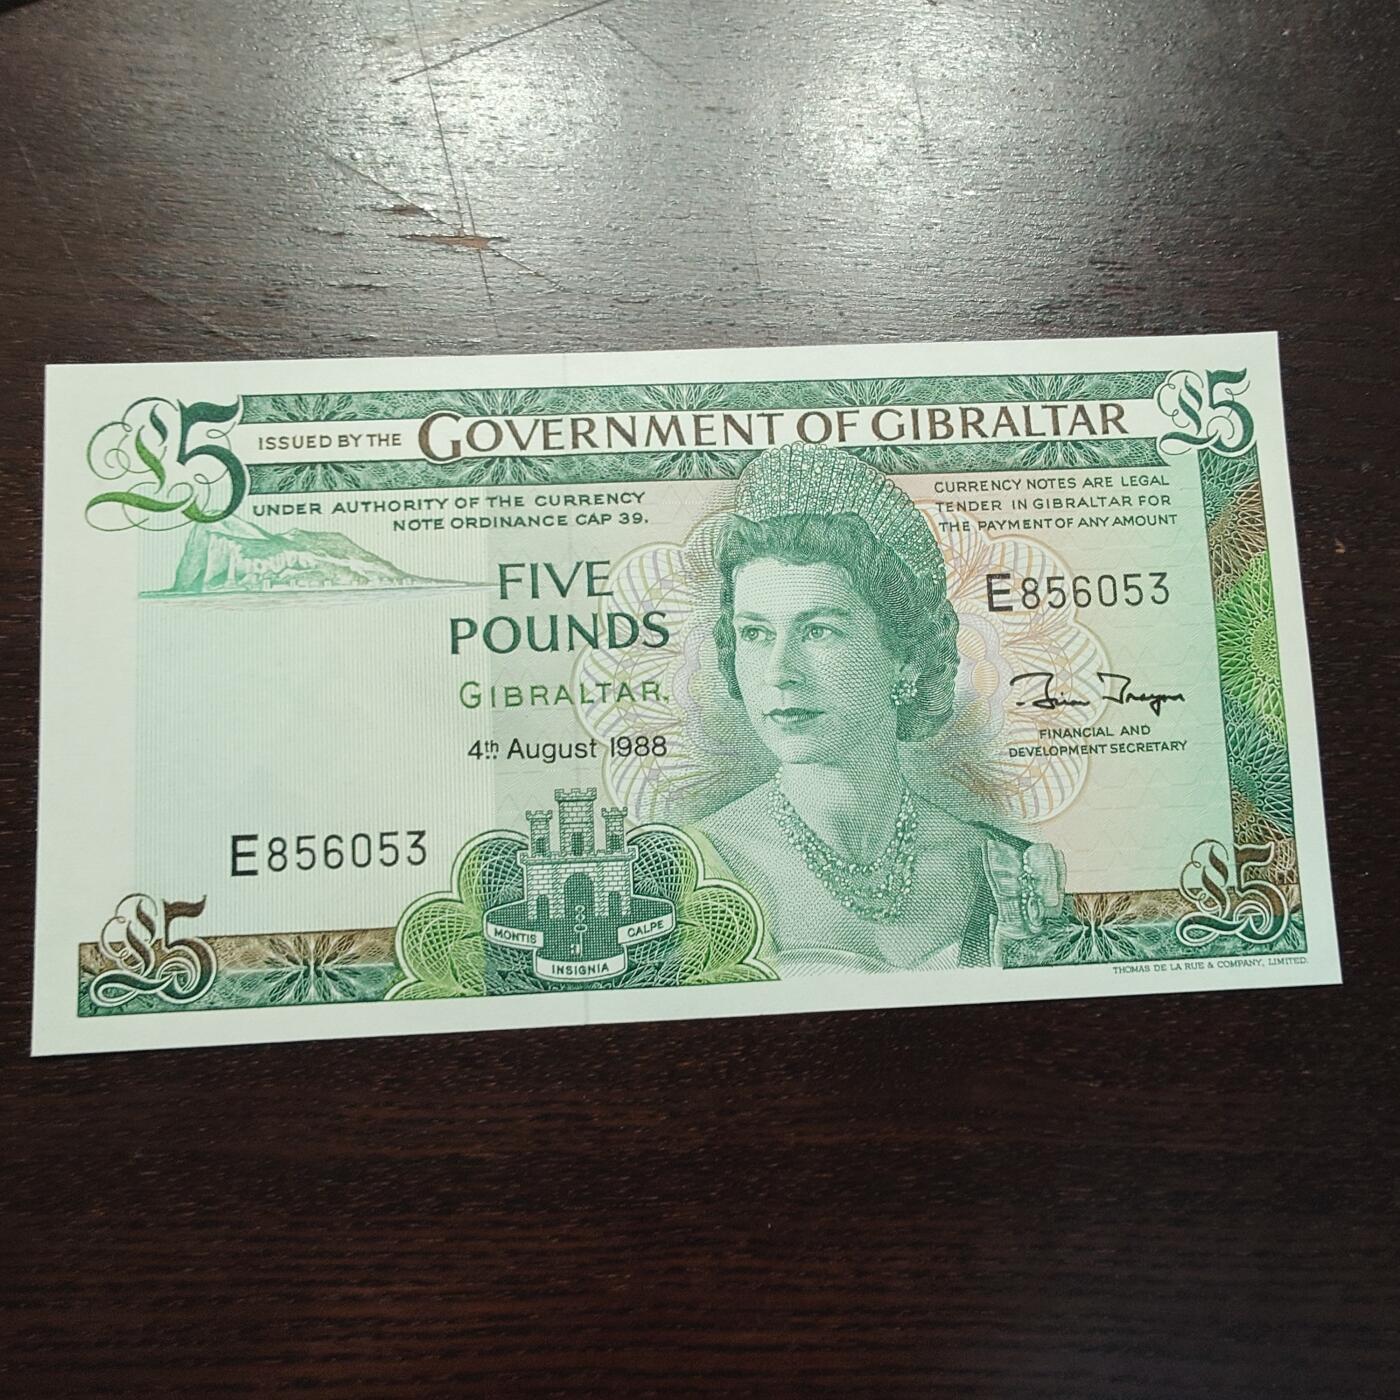 £5
ISSUED BY THE GOVERNMENT OF GIBRALTAR
£5
UNDER AUTHORITY OF THE CURRENCY
NOTE ORDINANCE CAP 39.
CURRENCY NOTES ARE LEGAL
TENDER IN GIBRALTAR FOR
THE PAYMENT OF ANY AMOUNT
FIVE
POUNDS
GIBRALTAR.
4th August 1988
E856053
FINANCIAL AND
DEVELOPMENT SECRETARY
E856053
£5
MONTIS
INSIGNIA
CALPE
£5
THOMAS DE LA RUE & COMPANY, LIMITED.